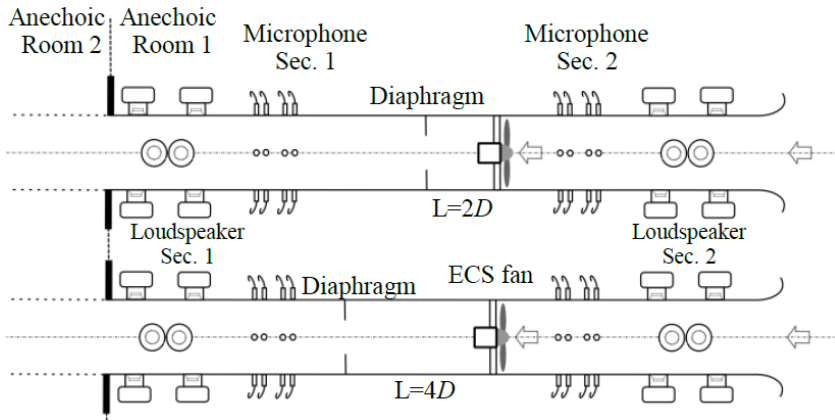 Anechoic
Room 2
Anechoic
Room 1
Microphone
Sec. 1
Microphone
Sec. 2
Diaphragm
L=2D
Loudspeaker
Sec. 1
Loudspeaker
Sec. 2
Diaphragm
ECS fan
L=4D